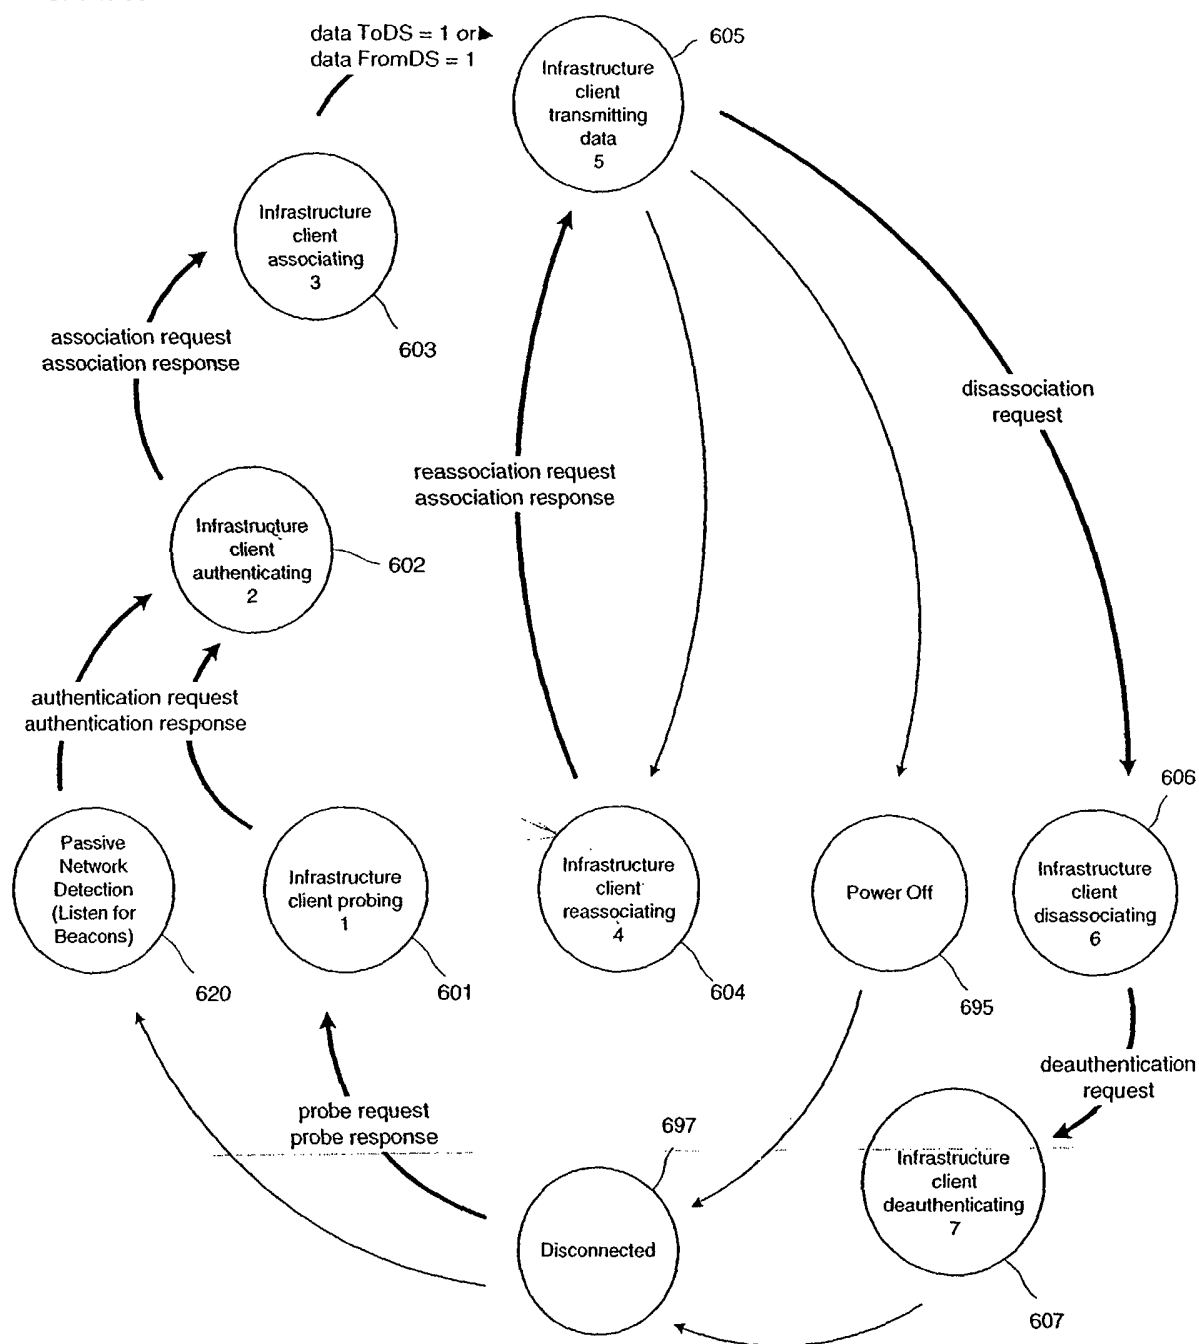 data ToDS = 1 or
data FromDS = 1
605
Infrastructure
client
transmitting
data
5
Infrastructure
client
associating
3
603
association request
association response
disassociation
request
reassociation request
association response
Infrastructure
client
authenticating
2
602
authentication request
authentication response
606
Passive
Network
Detection
(Listen for
Beacons)
620
Infrastructure
client probing
1
601
Infrastructure
client
reassociating
4
604
Power Off
695
Infrastructure
client
disassociating
6
deauthentication
request
probe request
probe response
697
Infrastructure
client
deauthenticating
7
607
Disconnected